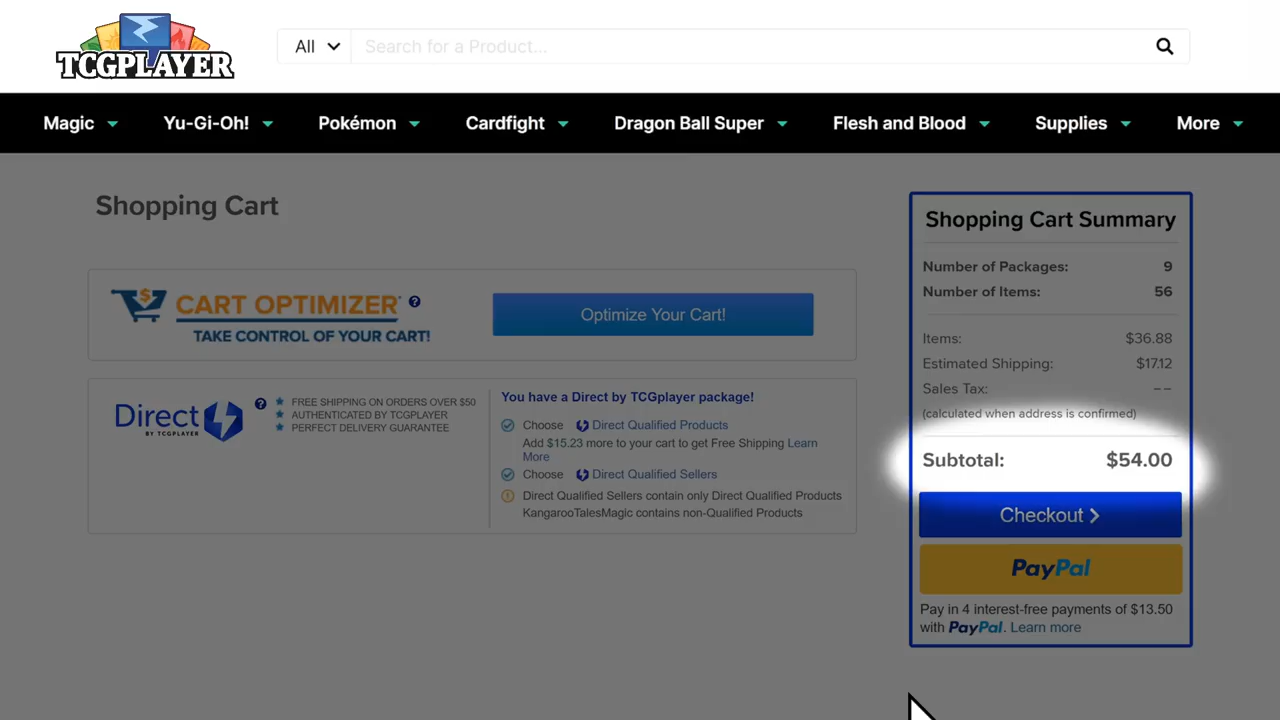 TCGPLAYER
All
Search for a Product...
Magic Yu-Gi-Oh! Pokémon Cardfight Dragon Ball Super Flesh and Blood Supplies More
Shopping Cart
CART OPTIMIZER
TAKE CONTROL OF YOUR CART!
?
Optimize Your Cart!
Direct
BY TCGPLAYER
?
FREE SHIPPING ON ORDERS OVER $50
AUTHENTICATED BY TCGPLAYER
PERFECT DELIVERY GUARANTEE
You have a Direct by TCGplayer package!
Choose Direct Qualified Products
Add $15.23 more to your cart to get Free Shipping Learn
More
Choose Direct Qualified Sellers
Direct Qualified Sellers contain only Direct Qualified Products
KangarooTalesMagic contains non-Qualified Products
Shopping Cart Summary
Number of Packages: 9
Number of Items: 56
Items: $36.88
Estimated Shipping: $17.12
Sales Tax: --
(calculated when address is confirmed)
Subtotal: $54.00
Checkout
PayPal
Pay in 4 interest-free payments of $13.50
with PayPal. Learn more